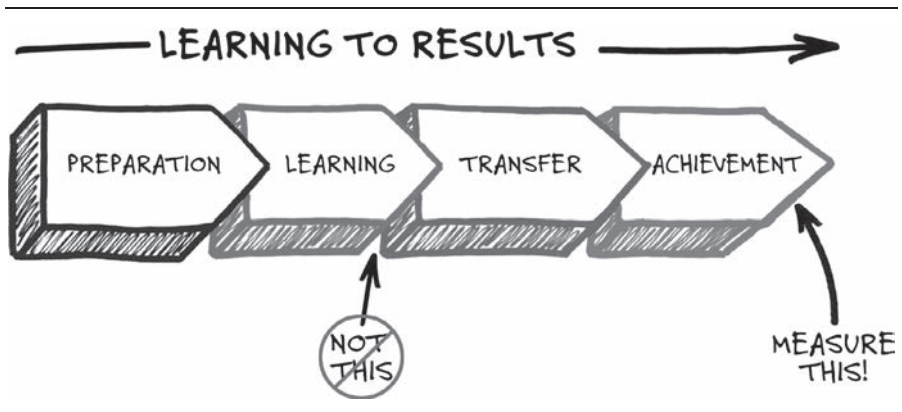 LEARNING TO RESULTS
PREPARATION
LEARNING
TRANSFER
ACHIEVEMENT
NOT
THIS
MEASURE
THIS!